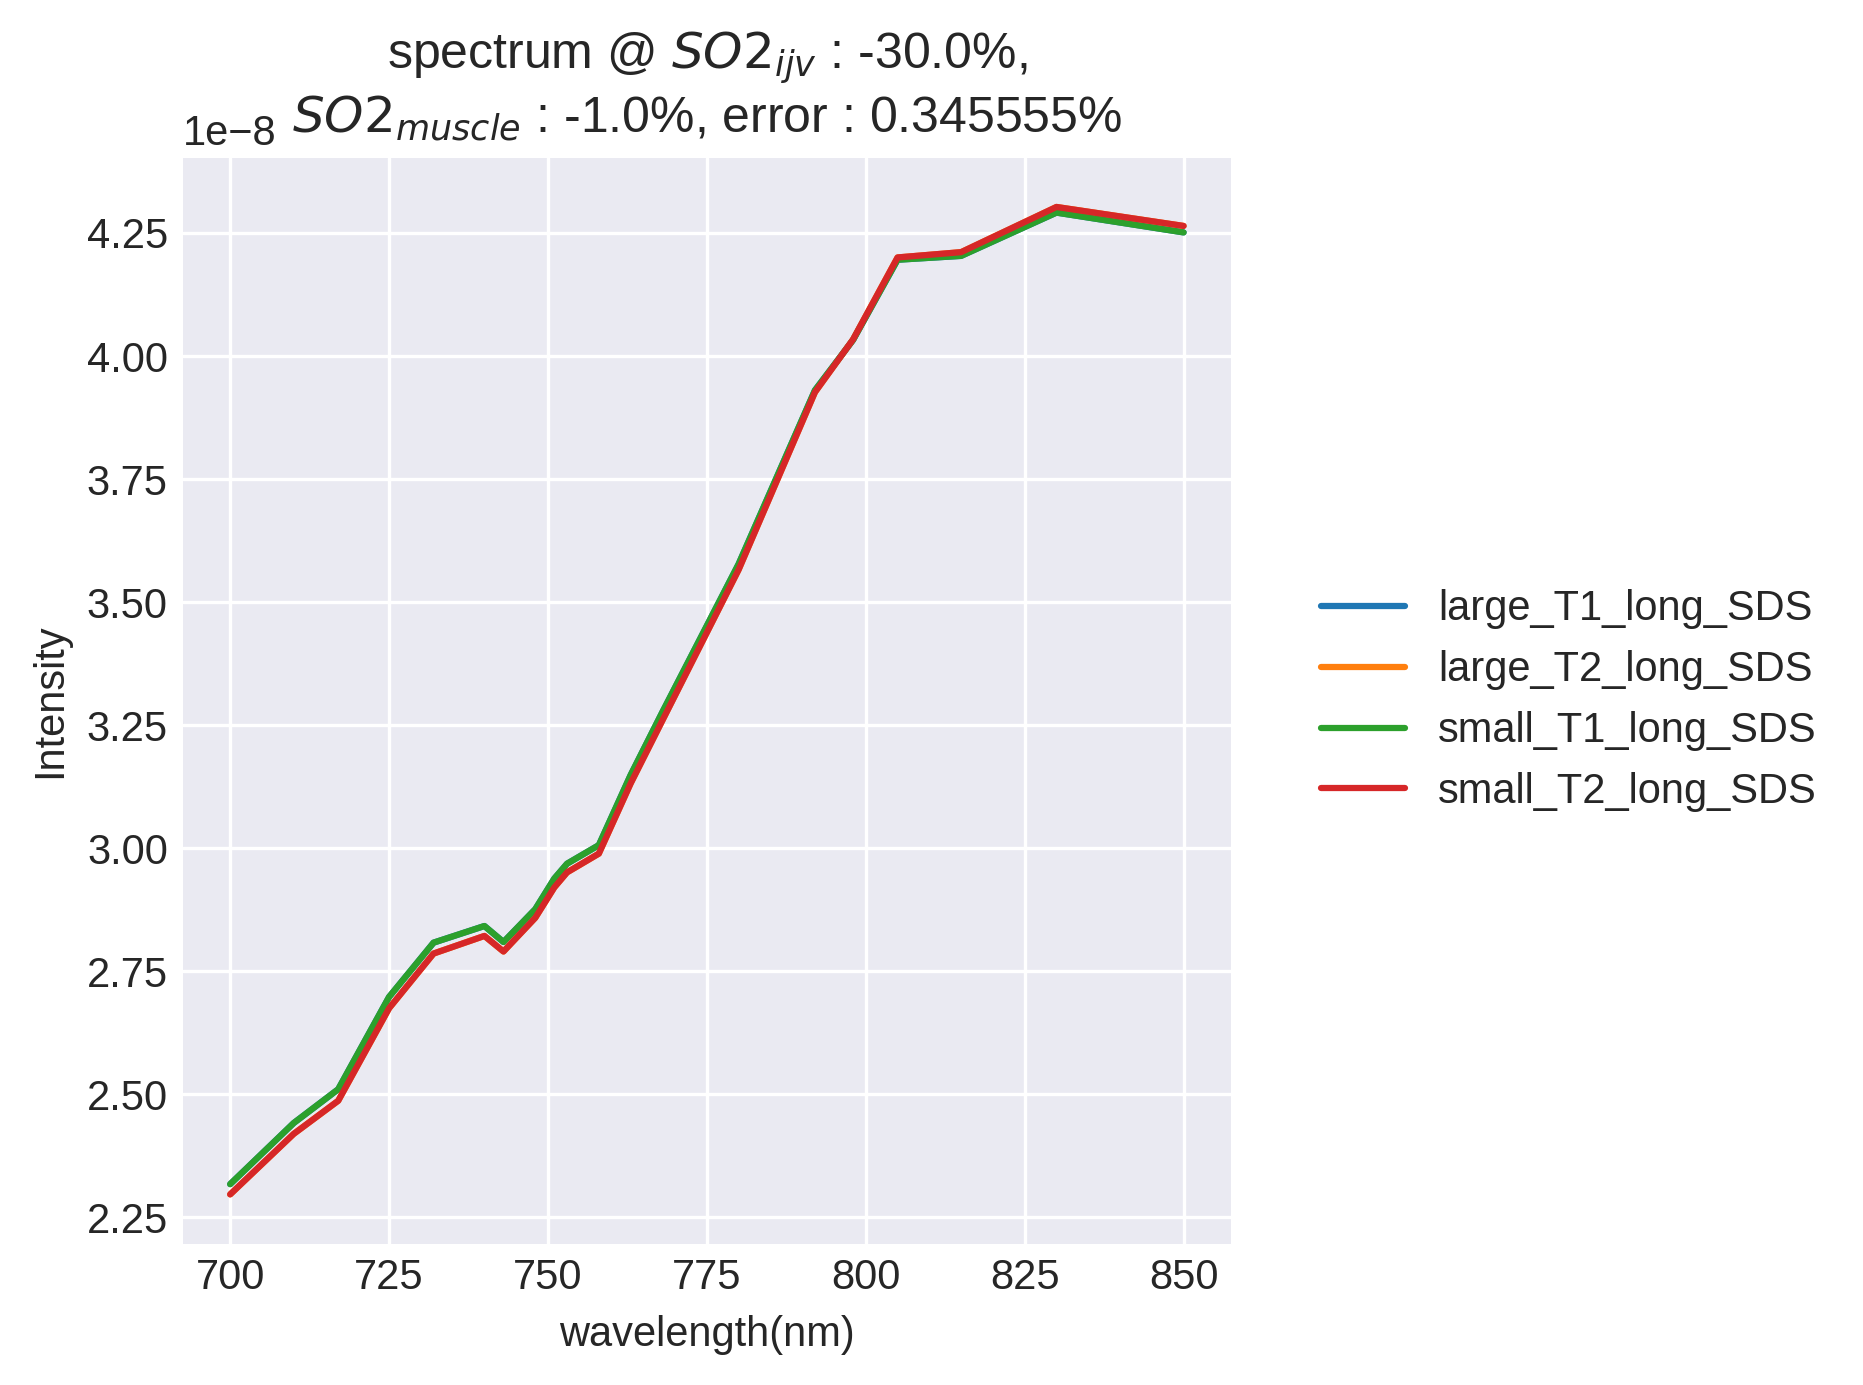 spectrum @ SO2ijv : -30.0%,
SO2muscle : -1.0%, error : 0.345555%
1e−8
4.25
4.00
3.75
3.50
3.25
3.00
2.75
2.50
2.25
Intensity
700 725 750 775 800 825 850
wavelength(nm)
large_T1_long_SDS
large_T2_long_SDS
small_T1_long_SDS
small_T2_long_SDS